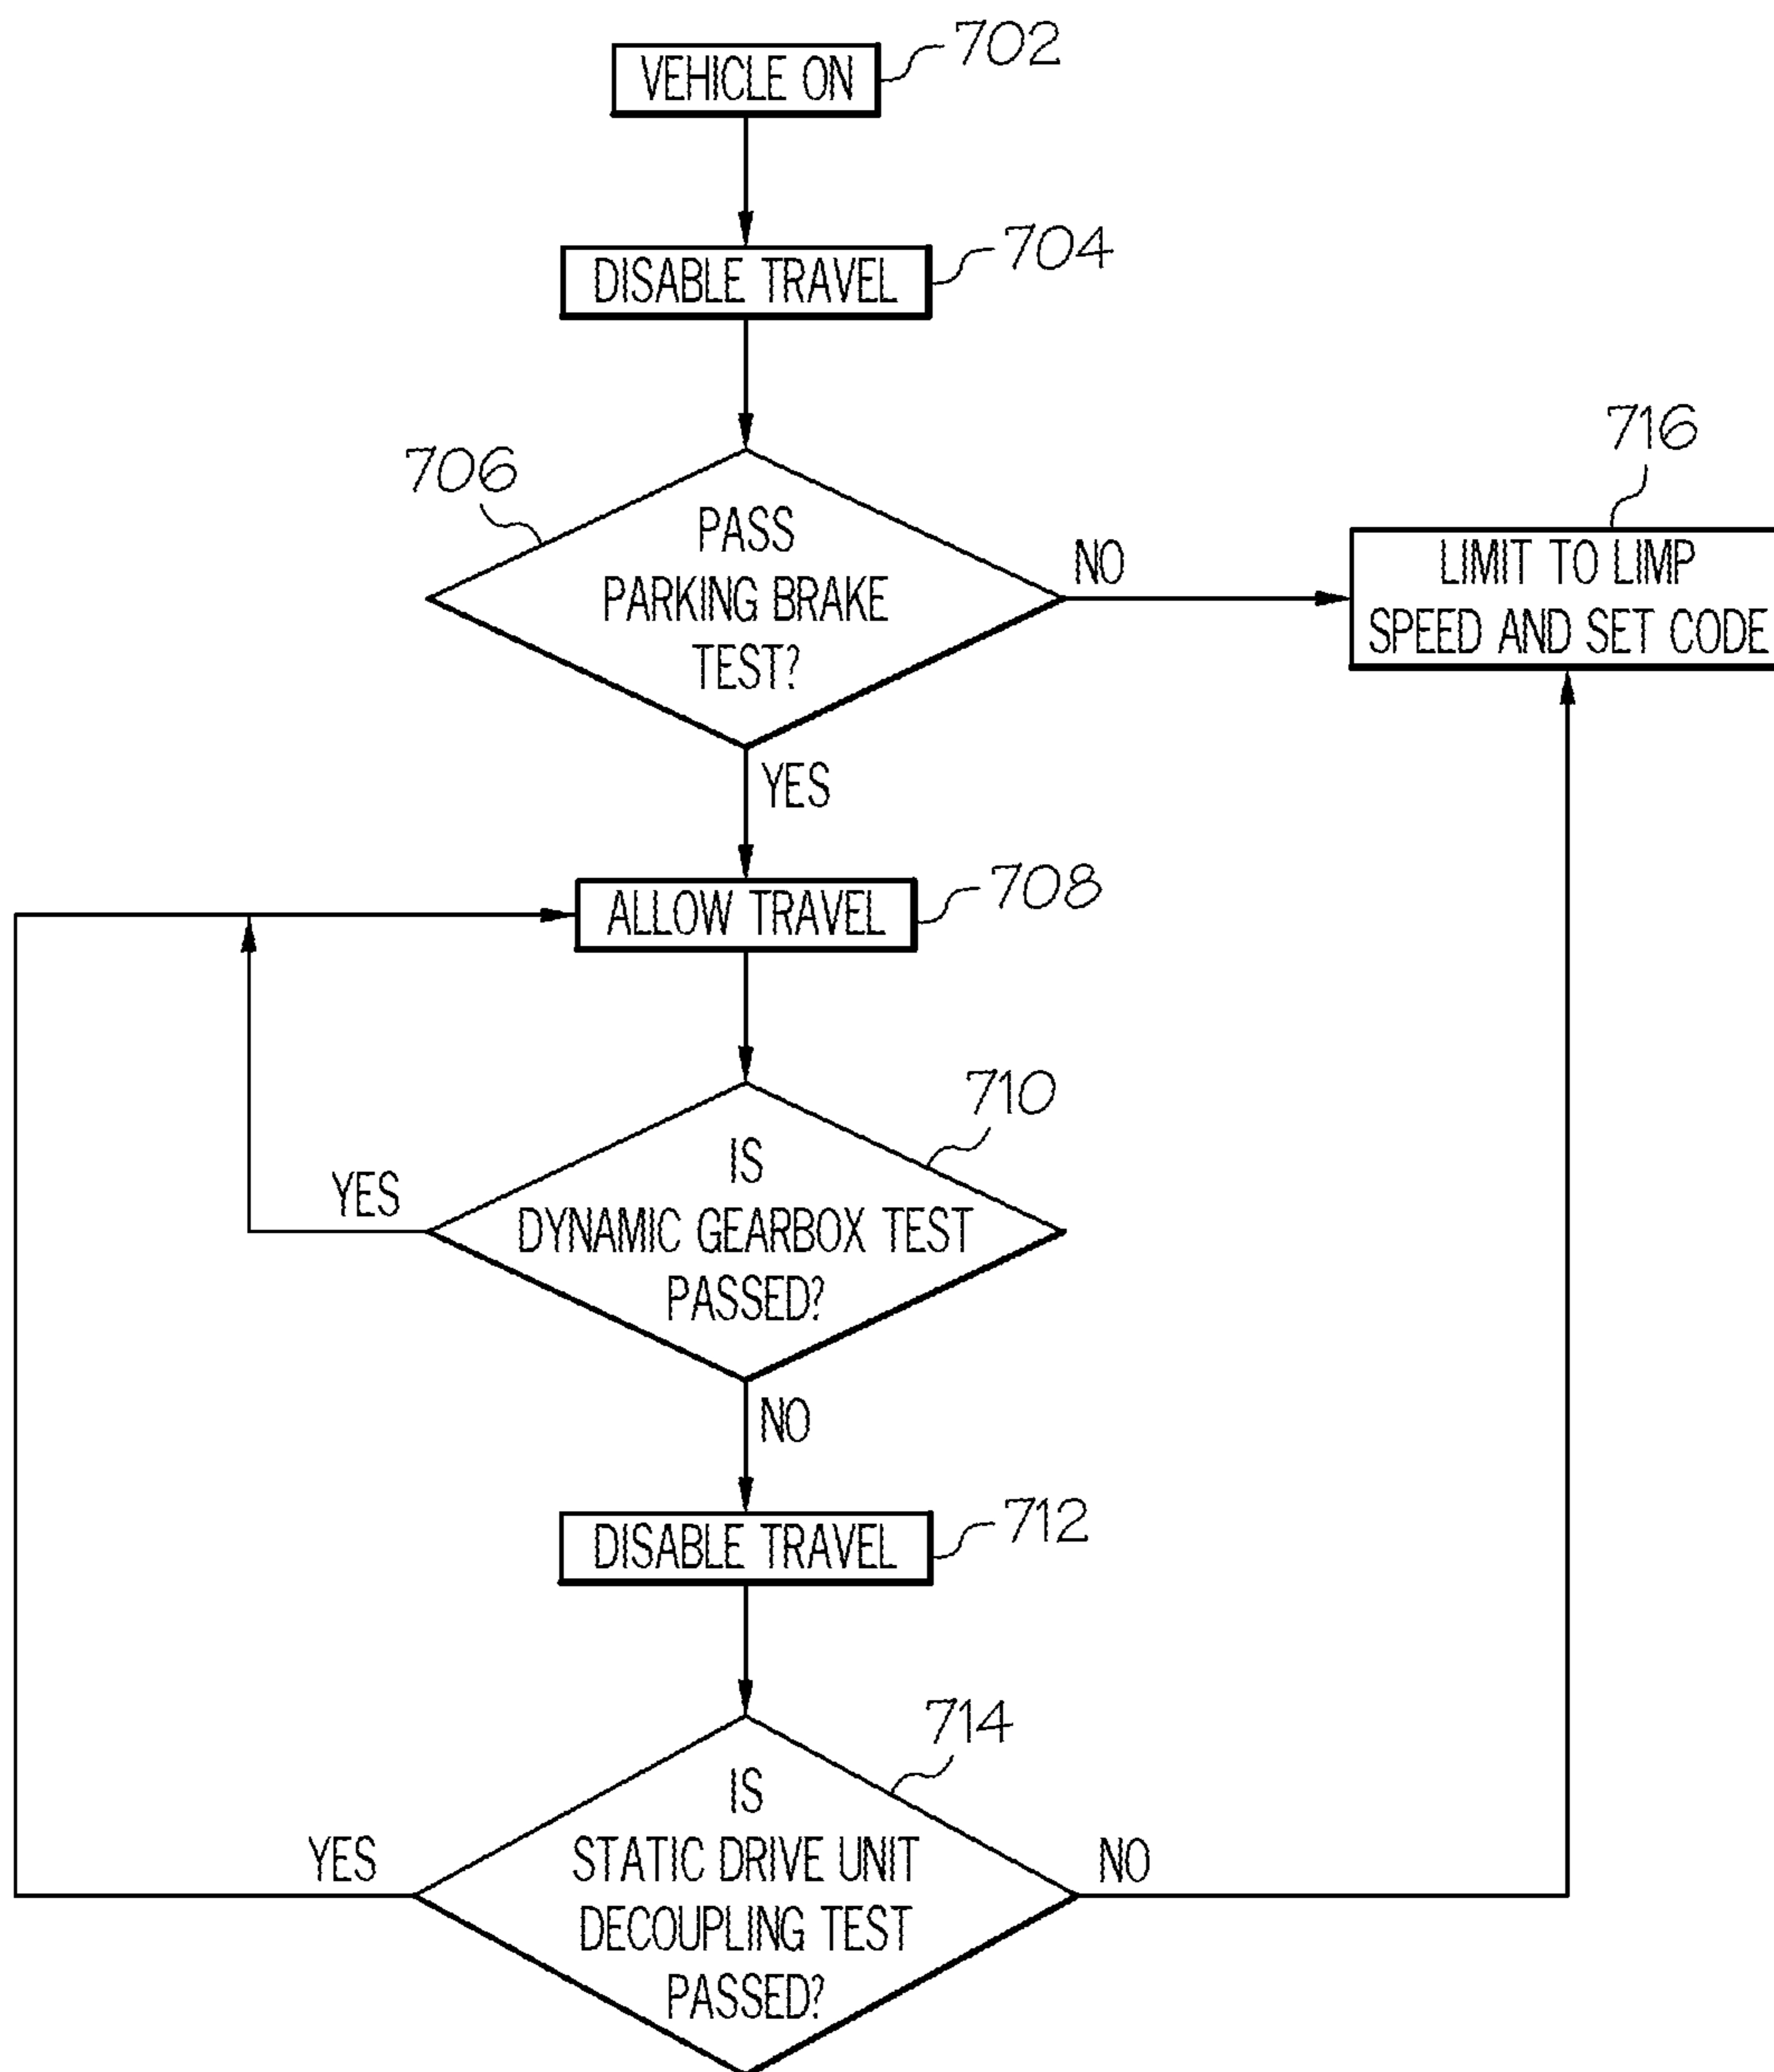 VEHICLE ON
702
DISABLE TRAVEL
704
706
PASS
PARKING BRAKE
TEST?
NO
716
LIMIT TO LIMP
SPEED AND SET CODE
YES
ALLOW TRAVEL
708
710
IS
DYNAMIC GEARBOX TEST
PASSED?
YES
NO
DISABLE TRAVEL
712
714
IS
STATIC DRIVE UNIT
DECOUPLING TEST
PASSED?
YES
NO